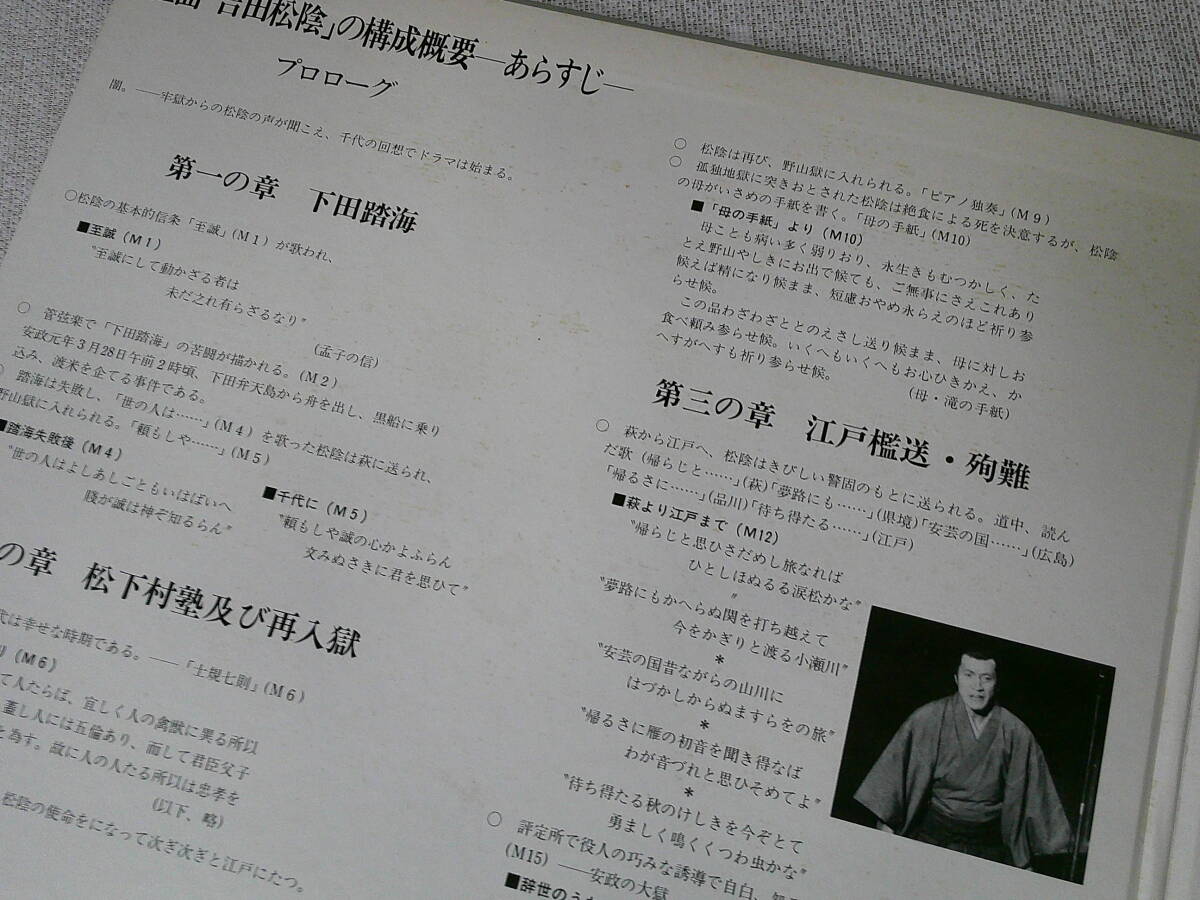 「吉田松陰」の構成概要―あらすじ―
プロローグ
闇。――牢獄からの松陰の声が聞こえ、千代の回想でドラマは始まる。
第一の章 下田踏海
○松陰の基本的信条「至誠」(M1)が歌われ、
■至誠(M1)
“至誠にして動かざる者は
未だ之れ有らざるなり”
(孟子の信)
○ 管弦楽で「下田踏海」の苦闘が描かれる。(M2)
安政元年3月28日午前2時頃、下田弁天島から舟を出し、黒船に乗り
込み、渡米を企てる事件である。
○ 踏海は失敗し、「世の人は……」(M4)を歌った松陰は萩に送られ、
野山獄に入れられる。「頼もしや……」(M5)
■踏海失敗後(M4)
“世の人はよしあしごともいはばいへ
賤が誠は神ぞ知るらん”
■千代に(M5)
“頼もしや誠の心かよふらん
文みぬさきに君を思ひて”
の章 松下村塾及び再入獄
代は幸せな時期である。――「士規七則」(M6)
り(M6)
て人たらば、宜しく人の禽獣に異る所以
蓋し人には五倫あり、而して君臣父子
と為す。故に人の人たる所以は忠孝を
(以下、略)
松陰の使命をになって次ぎ次ぎと江戸にたつ。
○ 松陰は再び、野山獄に入れられる。「ピアノ独奏」(M9)
○ 孤独地獄に突きおとされた松陰は絶食による死を決意するが、松陰
の母がいさめの手紙を書く。「母の手紙」(M10)
■「母の手紙」より(M10)
母ことも病い多く弱りおり、永生きもむつかしく、た
とえ野山やしきにお出で候ても、ご無事にさえこれあり
候えば精になり候まま、短慮おやめ永らえのほど祈り参
らせ候。
この品わざわざととのえさし送り候まま、母に対しお
食べ頼み参らせ候。いくへもいくへもお心ひきかえ、か
へすがへすも祈り参らせ候。
(母・滝の手紙)
第三の章 江戸檻送・殉難
○ 萩から江戸へ、松陰はきびしい警固のもとに送られる。道中、読ん
だ歌(帰らじと……」(萩)「夢路にも……」(県境)「安芸の国……」(広島)
「帰るさに……」(品川)「待ち得たる……」(江戸)
■萩より江戸まで(M12)
“帰らじと思ひさだめし旅なれば
ひとしほぬるる涙松かな”
〃
“夢路にもかへらぬ関を打ち越えて
今をかぎりと渡る小瀬川”
*
“安芸の国昔ながらの山川に
はづかしからぬますらをの旅”
*
“帰るさに雁の初音を聞き得なば
わが音づれと思ひそめてよ”
*
“待ち得たる秋のけしきを今ぞとて
勇ましく鳴くくつわ虫かな”
○ 評定所で役人の巧みな誘導で自白、
(M15)――安政の大獄
■辞世のうた